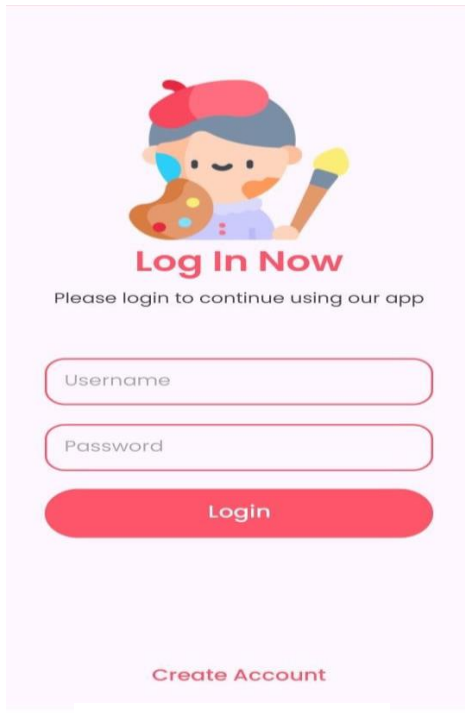 Log In Now
Please login to continue using our app
Username
Password
Login
Create Account